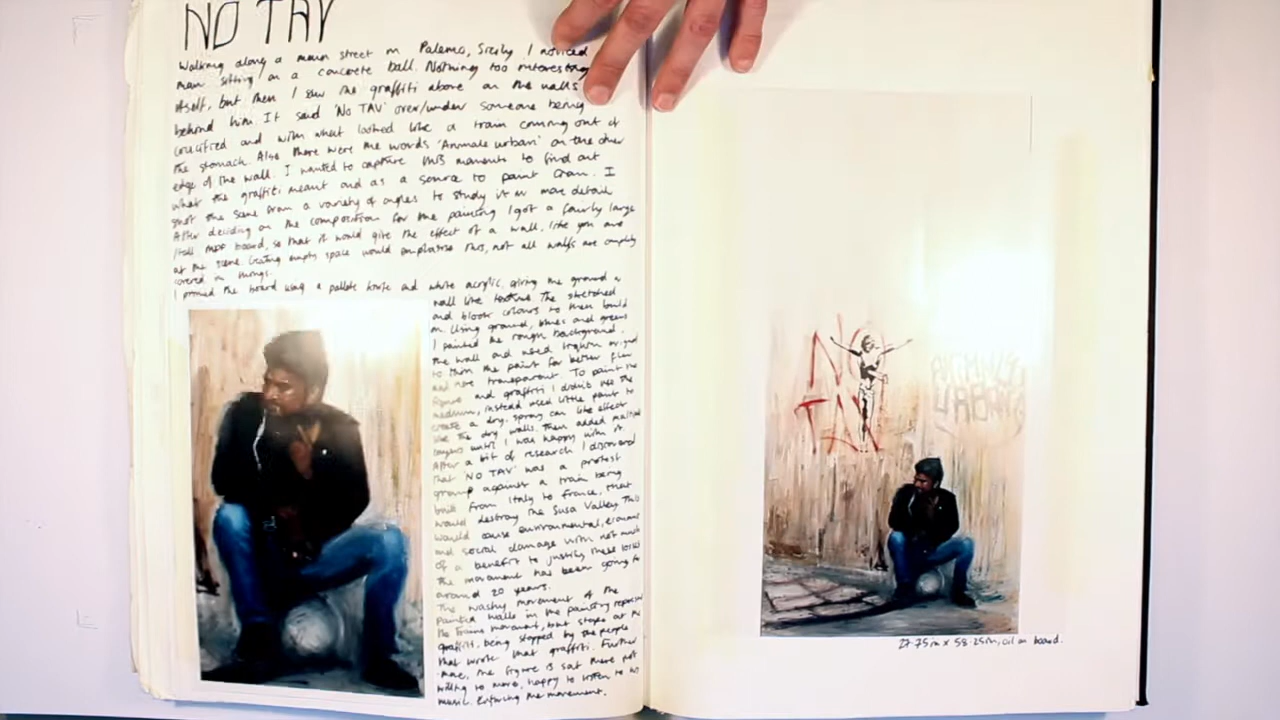 NO TAV
Walking along a main street in Palermo, Sicily I noticed
man sitting on a concrete ball. Nothing too interesting
itself, but then I saw the graffiti above on the walls
behind him. It said 'No TAV' over/under someone being
crucified and with what looked like a train coming out of
the stomach. Also there were the words 'Animale urban' on the other
edge of the wall. I wanted to capture this moment to find out
what the graffiti meant and as a source to paint from. I
shot the scene from a variety of angles to study it in more detail
After deciding on the composition for the painting I got a fairly large
/tall board, so that it would give the effect of a wall, like you are
at the scene. Creating empty space would emphasise this, not all walls are
covered in things.
I primed the board using a pallete knife and white acrylic, giving the ground a
wall like texture. The stretched
and colours to then build
on. Using ground, blues and greens
I painted the rough background.
the wall and used
to thin the paint for better flow
and more transparent. To paint the
figure and graffiti I didn't use the
medium, instead used little paint to
create a dry, spray can like effect
like the dry walls. Then added
layers until I was happy with it.
After a bit of research I discovered
that 'NO TAV' was a protest
group against a train being
built from Italy to France, that
would destroy the Susa Valley. This
would cause environmental,
and social damage with not much
of a benefit to justify these losses
the movement has been going for
around 20 years.
The washy movement of the
painted walls in the painting
the trains movement, but stops at the
graffiti, being stopped by the people
that wrote that graffiti. Further
more, the figure is sat there not
willing to move, happy to listen to his
music. Enforcing the movement.
NO
TAV
ANIMALE
URBANO
58.25in, oil on board.